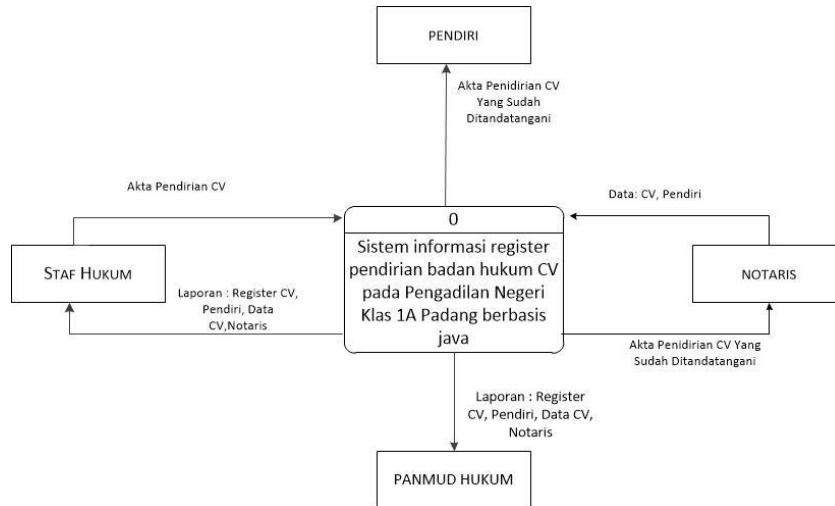 PENDIRI
Akta Penidirian CV
Yang Sudah
Ditandatangani
Akta Pendirian CV
Data: CV, Pendiri
0
Sistem informasi register
pendirian badan hukum CV
pada Pengadilan Negeri
Klas 1A Padang berbasis
java
STAF HUKUM
NOTARIS
Laporan : Register CV,
Pendiri, Data
CV,Notaris
Akta Penidirian CV Yang
Sudah Ditandatangani
Laporan : Register
CV, Pendiri, Data CV,
Notaris
PANMUD HUKUM